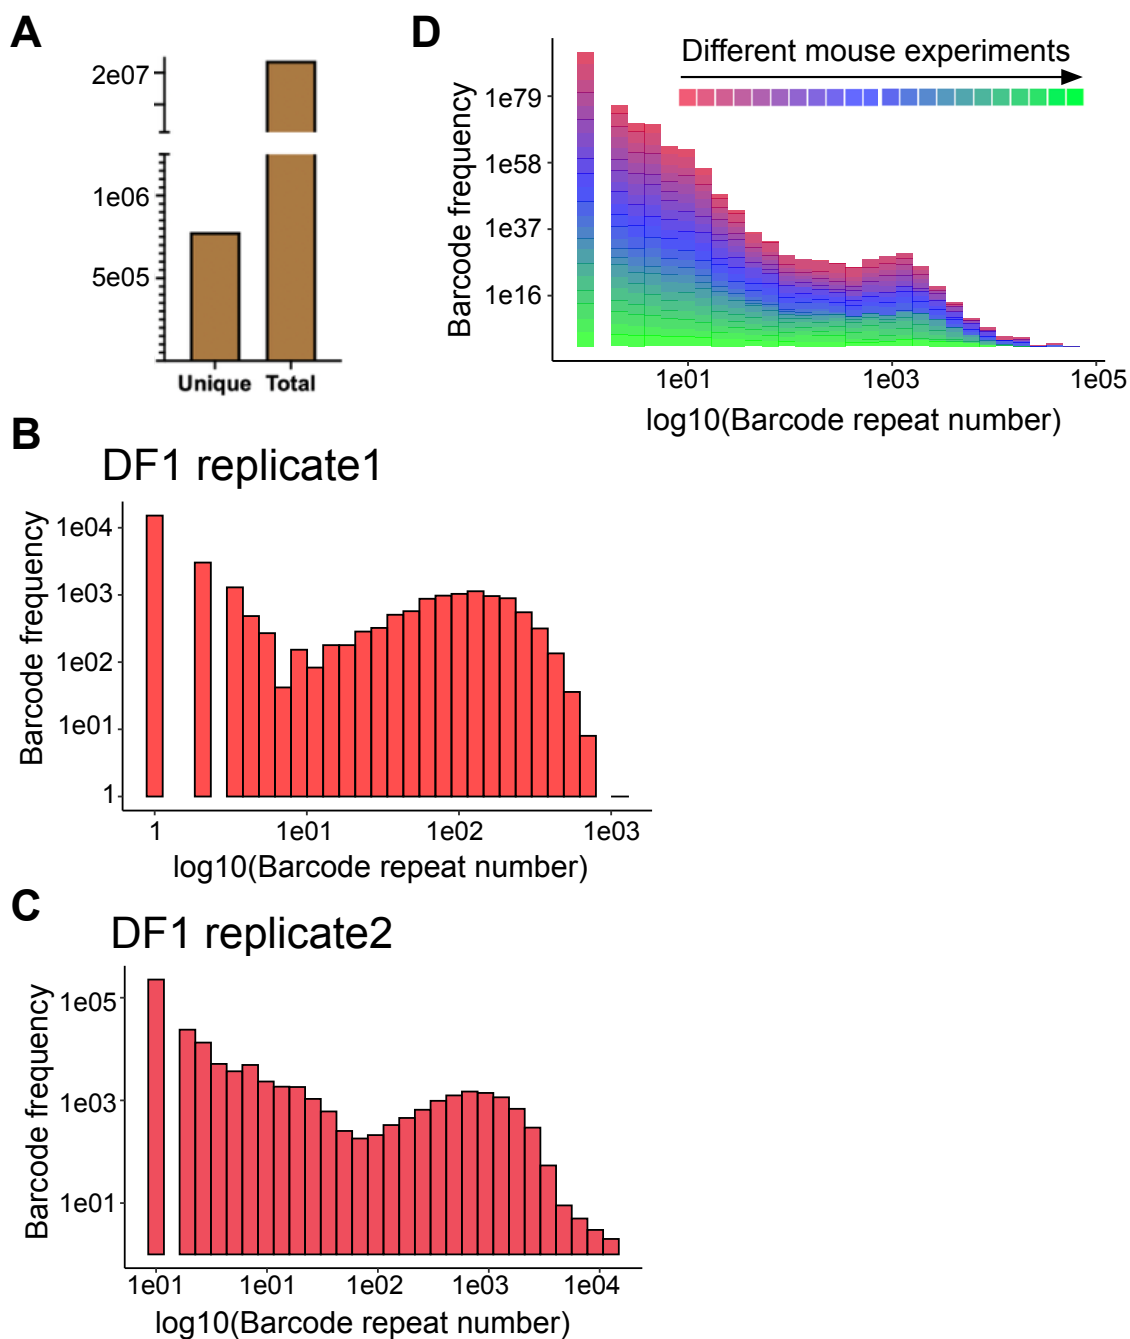 A
2e07
1e06
5e05
Unique Total
D
Different mouse experiments
Barcode frequency
1e79
1e58
1e37
1e16
1e01 1e03 1e05
log10(Barcode repeat number)
B
DF1 replicate1
Barcode frequency
1e04
1e03
1e02
1e01
1
1 1e01 1e02 1e03
log10(Barcode repeat number)
C
DF1 replicate2
Barcode frequency
1e05
1e03
1e01
1e01 1e01 1e02 1e03 1e04
log10(Barcode repeat number)